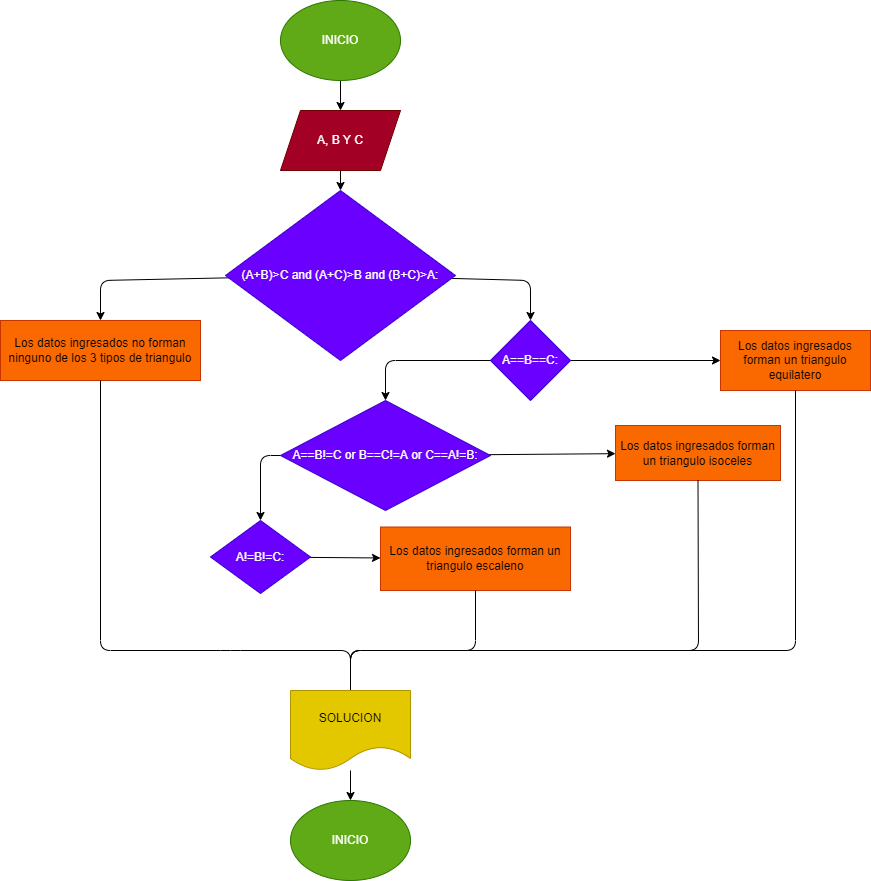 INICIO
A, B Y C
(A+B)>C and (A+C)>B and (B+C)>A:
Los datos ingresados no forman
ninguno de los 3 tipos de triangulo
A==B==C:
Los datos ingresados
forman un triangulo
equilatero
A==B!=C or B==C!=A or C==A!=B:
Los datos ingresados forman
un triangulo isoceles
A!=B!=C:
Los datos ingresados forman un
triangulo escaleno
SOLUCION
INICIO